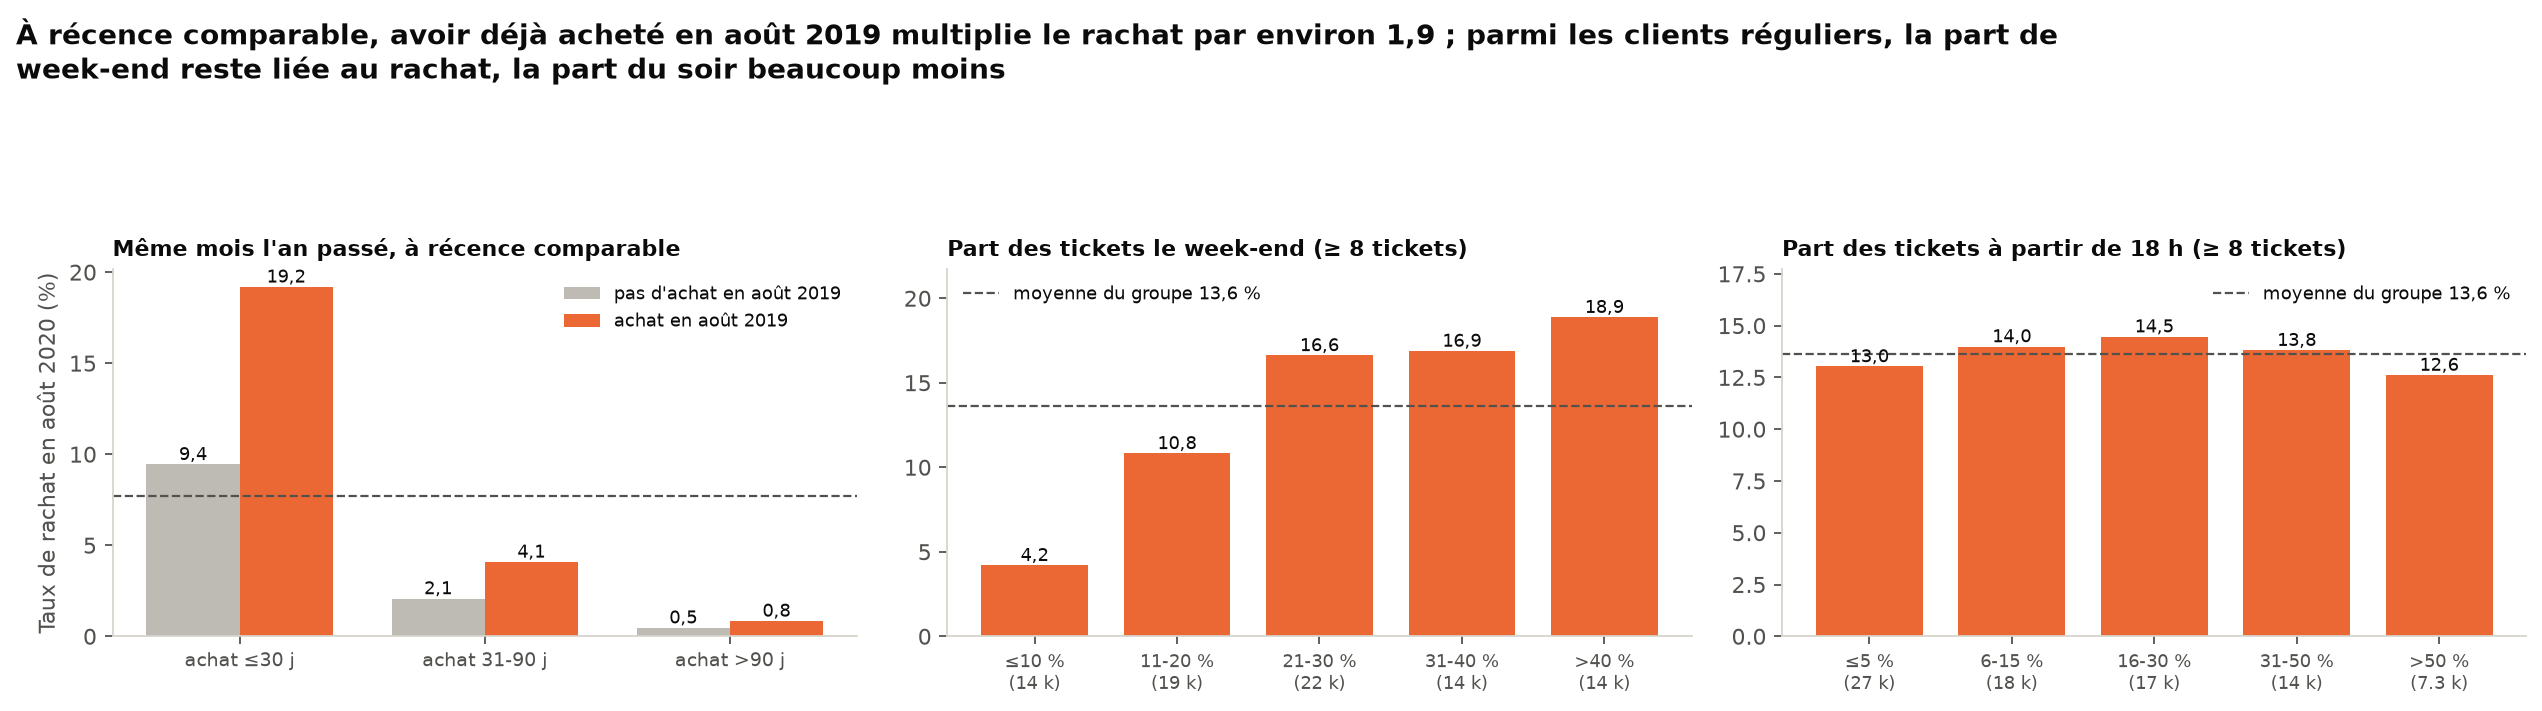 À récence comparable, avoir déjà acheté en août 2019 multiplie le rachat par environ 1,9 ; parmi les clients réguliers, la part de
week-end reste liée au rachat, la part du soir beaucoup moins
Même mois l'an passé, à récence comparable
Taux de rachat en août 2020 (%)
20
15
10
5
0
pas d'achat en août 2019
achat en août 2019
9,4
19,2
2,1
4,1
0,5
0,8
achat ≤30 j
achat 31-90 j
achat >90 j
Part des tickets le week-end (≥ 8 tickets)
20
15
10
5
0
moyenne du groupe 13,6 %
4,2
10,8
16,6
16,9
18,9
≤10 %
(14 k)
11-20 %
(19 k)
21-30 %
(22 k)
31-40 %
(14 k)
>40 %
(14 k)
Part des tickets à partir de 18 h (≥ 8 tickets)
17.5
15.0
12.5
10.0
7.5
5.0
2.5
0.0
moyenne du groupe 13,6 %
13,0
14,0
14,5
13,8
12,6
≤5 %
(27 k)
6-15 %
(18 k)
16-30 %
(17 k)
31-50 %
(14 k)
>50 %
(7.3 k)